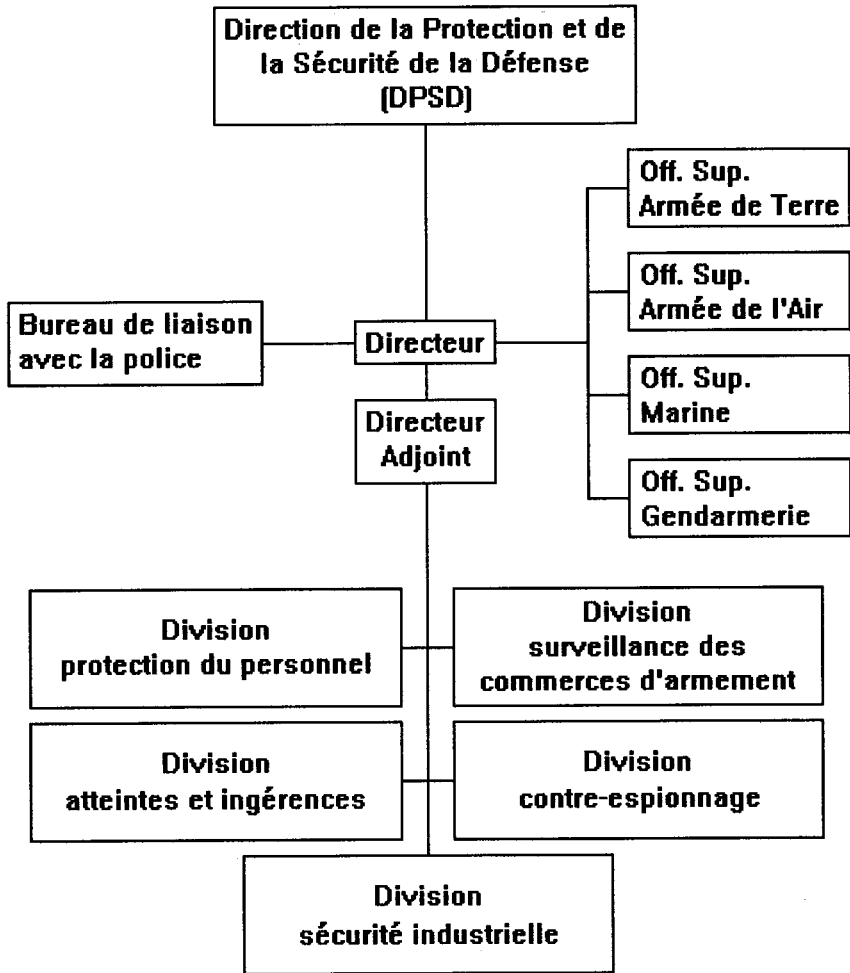 Direction de la Protection et de
la Sécurité de la Défense
(DPSD)
Off. Sup.
Armée de Terre
Off. Sup.
Armée de l'Air
Bureau de liaison
avec la police
Directeur
Off. Sup.
Marine
Directeur
Adjoint
Off. Sup.
Gendarmerie
Division
protection du personnel
Division
surveillance des
commerces d'armement
Division
atteintes et ingérences
Division
contre-espionnage
Division
sécurité industrielle